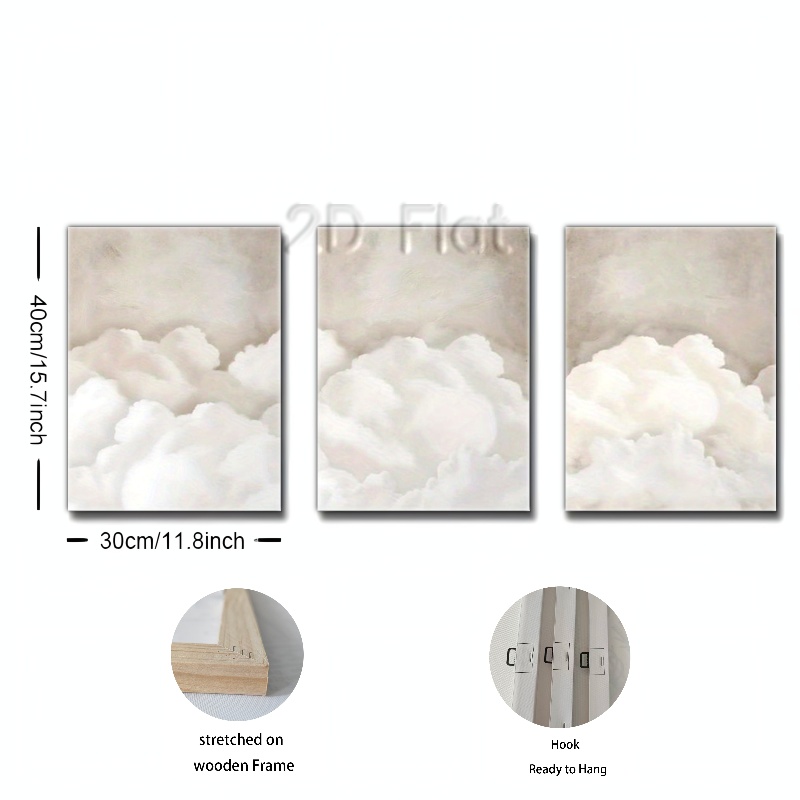 2D Flat
40cm/15.7inch
30cm/11.8inch
stretched on
wooden Frame
Hook
Ready to Hang